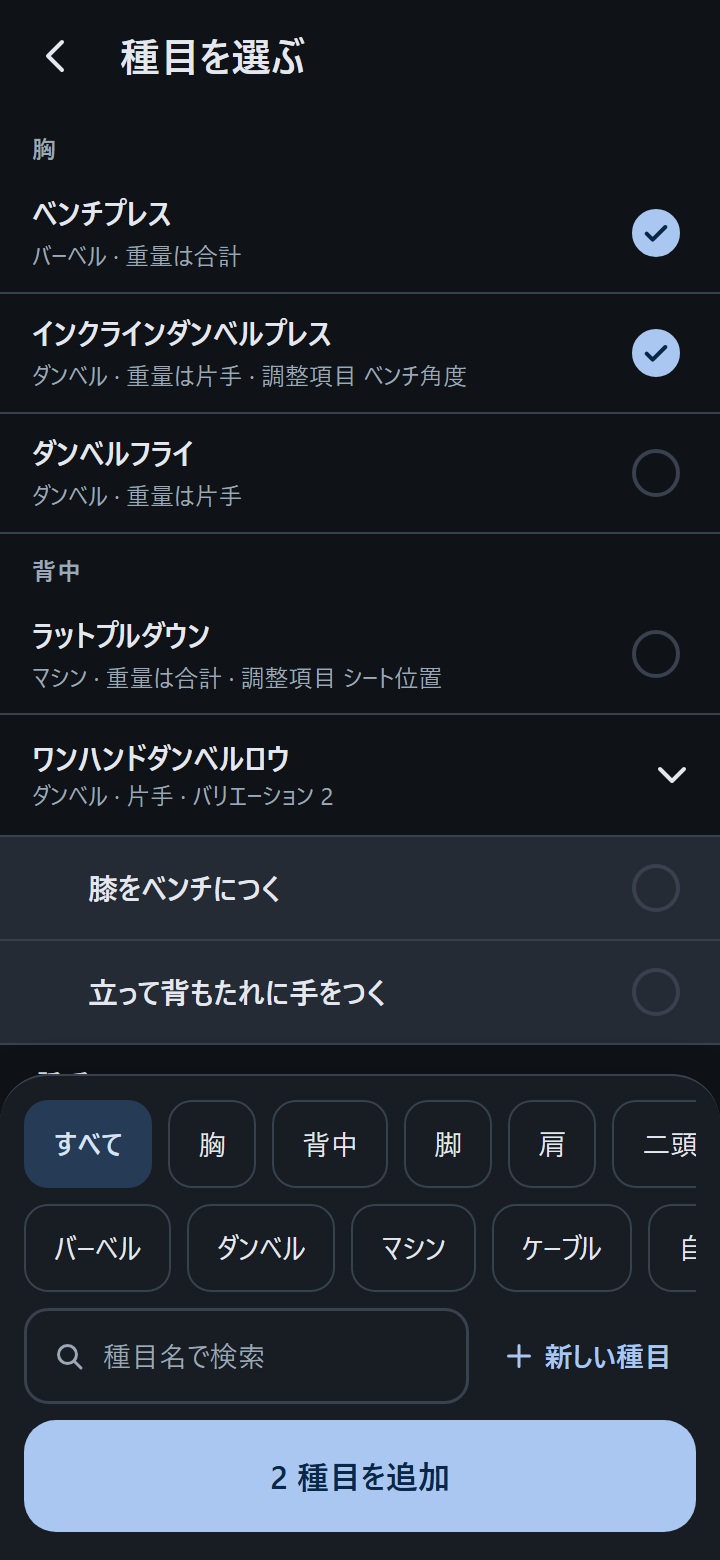 種目を選ぶ
胸
ベンチプレス
バーベル · 重量は合計
インクラインダンベルプレス
ダンベル · 重量は片手 · 調整項目 ベンチ角度
ダンベルフライ
ダンベル · 重量は片手
背中
ラットプルダウン
マシン · 重量は合計 · 調整項目 シート位置
ワンハンドダンベルロウ
ダンベル · 片手 · バリエーション 2
膝をベンチにつく
立って背もたれに手をつく
すべて 胸 背中 脚 肩 二頭
バーベル ダンベル マシン ケーブル
種目名で検索 + 新しい種目
2 種目を追加